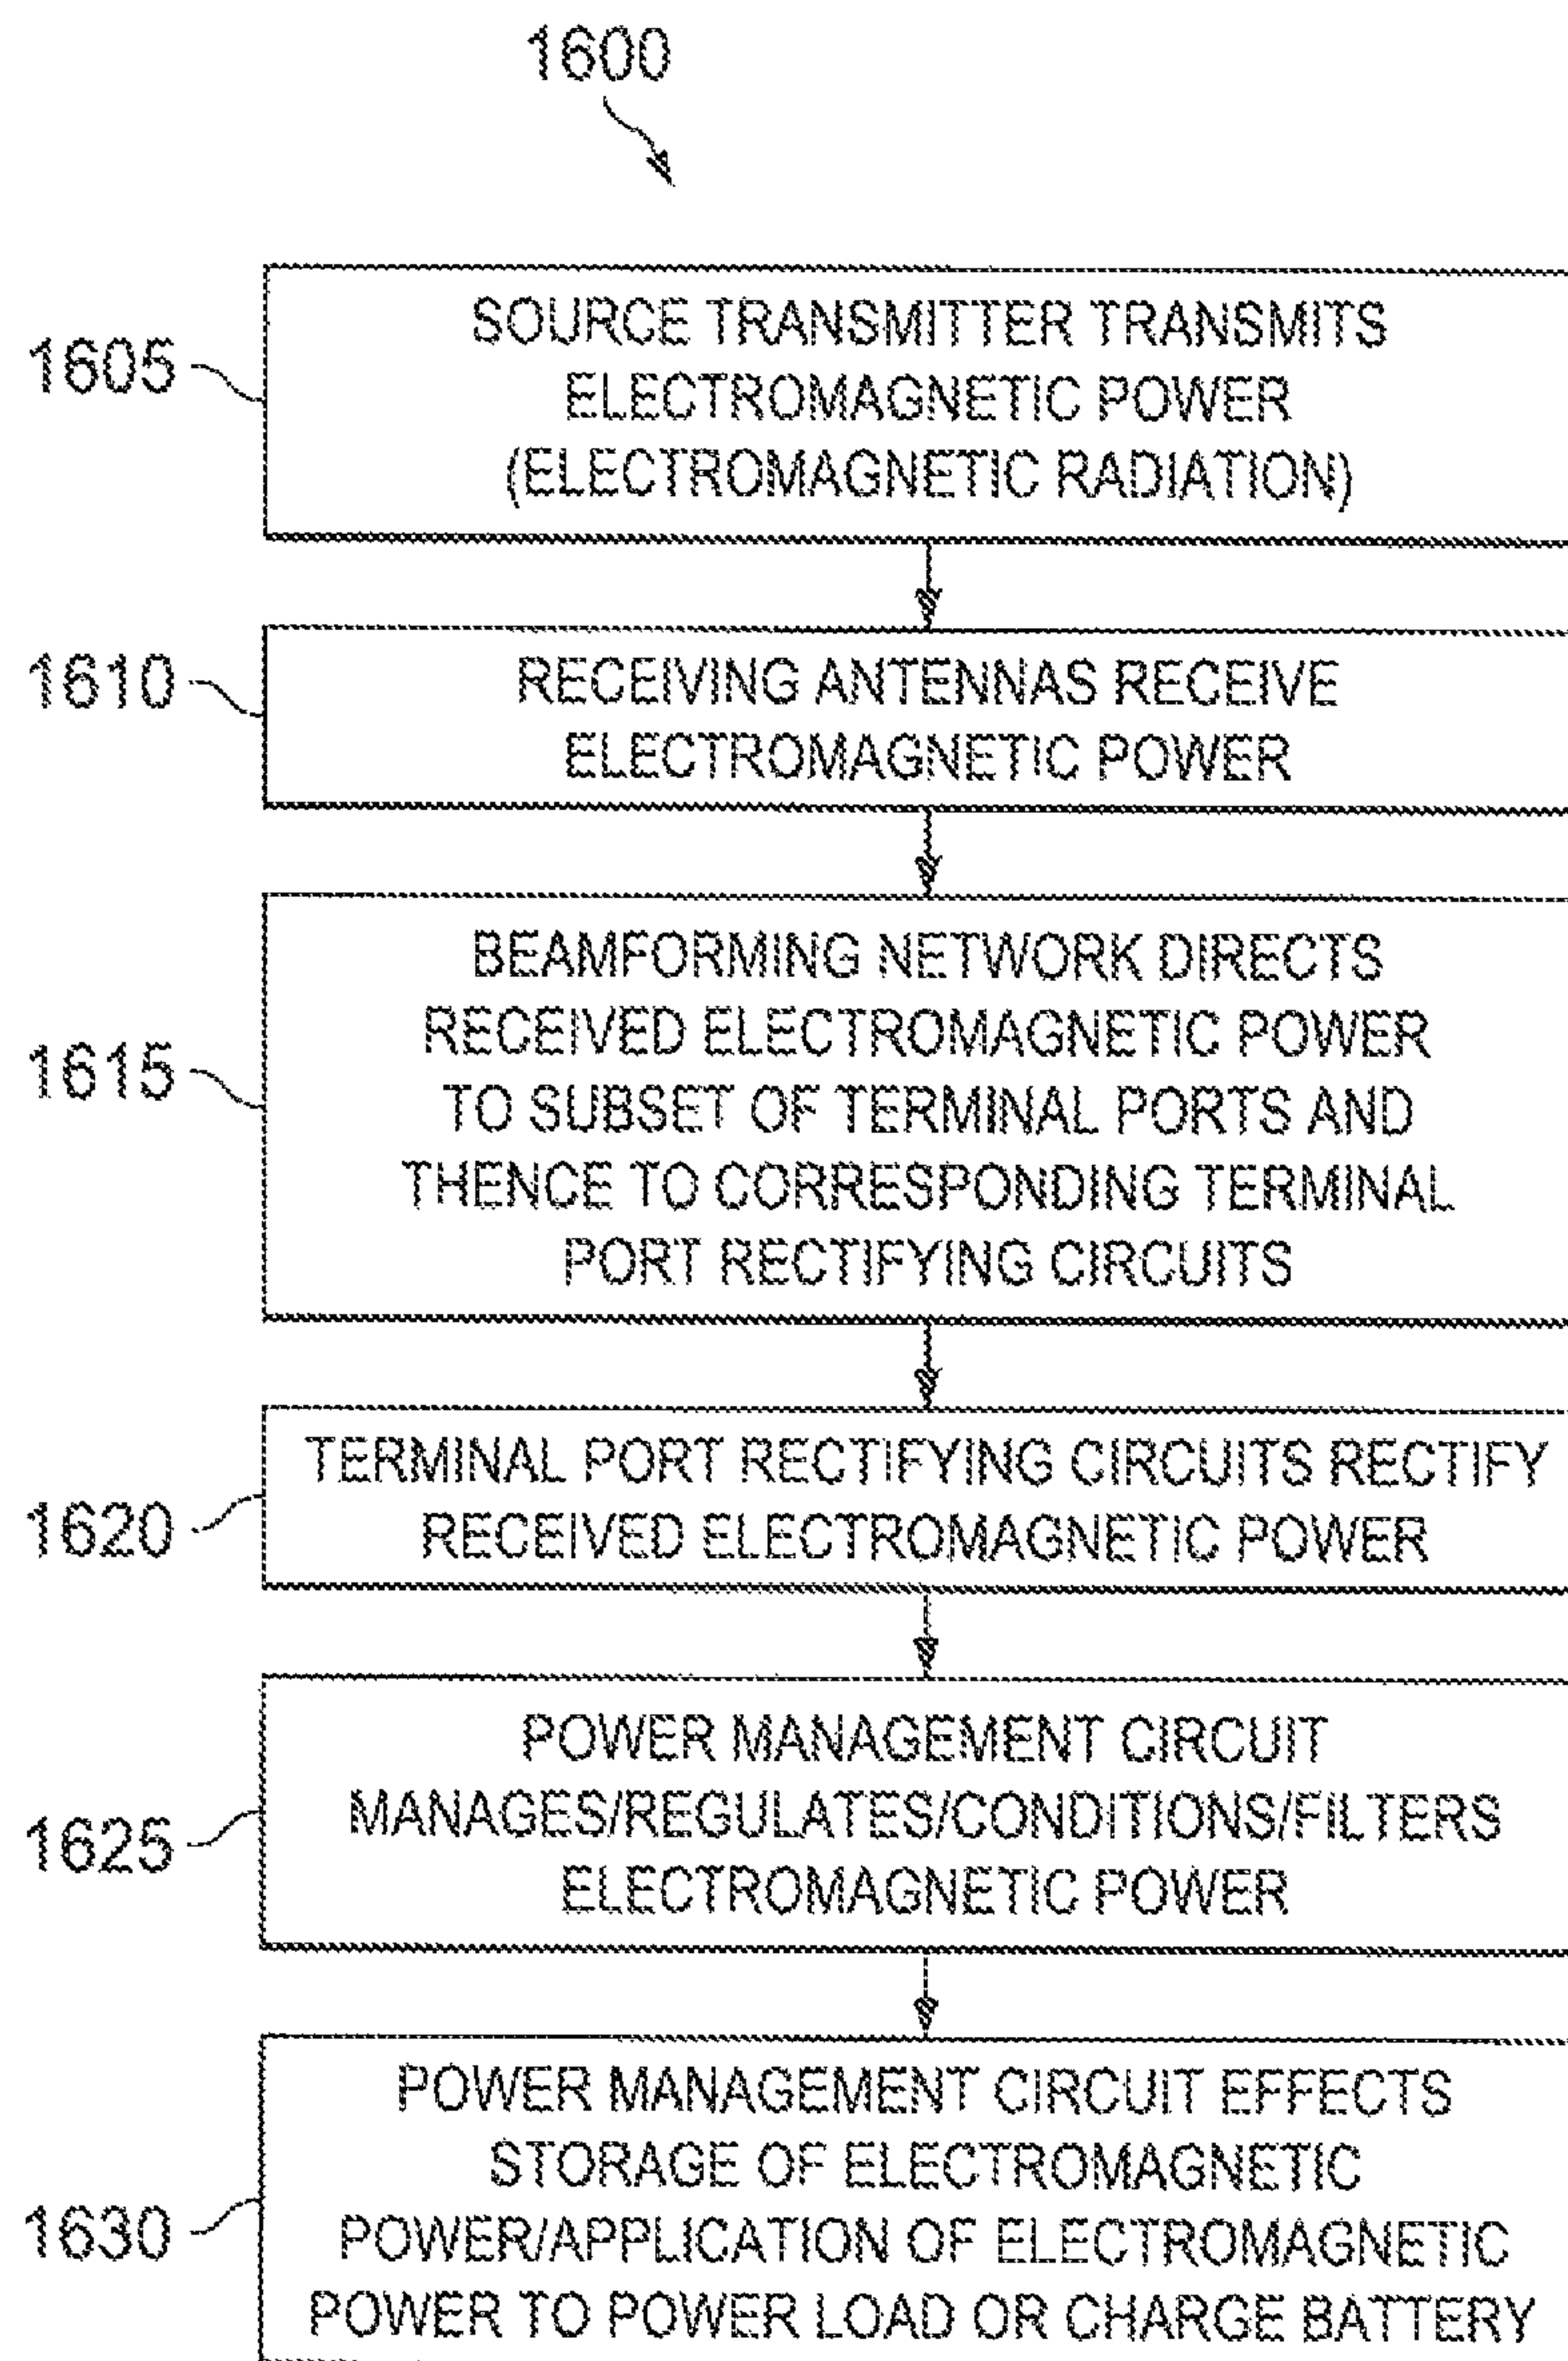 1600
1605
SOURCE TRANSMITTER TRANSMITS
ELECTROMAGNETIC POWER
(ELECTROMAGNETIC RADIATION)
1610
RECEIVING ANTENNAS RECEIVE
ELECTROMAGNETIC POWER
1615
BEAMFORMING NETWORK DIRECTS
RECEIVED ELECTROMAGNETIC POWER
TO SUBSET OF TERMINAL PORTS AND
THENCE TO CORRESPONDING TERMINAL
PORT RECTIFYING CIRCUITS
1620
TERMINAL PORT RECTIFYING CIRCUITS RECTIFY
RECEIVED ELECTROMAGNETIC POWER
1625
POWER MANAGEMENT CIRCUIT
MANAGES/REGULATES/CONDITIONS/FILTERS
ELECTROMAGNETIC POWER
1630
POWER MANAGEMENT CIRCUIT EFFECTS
STORAGE OF ELECTROMAGNETIC
POWER/APPLICATION OF ELECTROMAGNETIC
POWER TO POWER LOAD OR CHARGE BATTERY